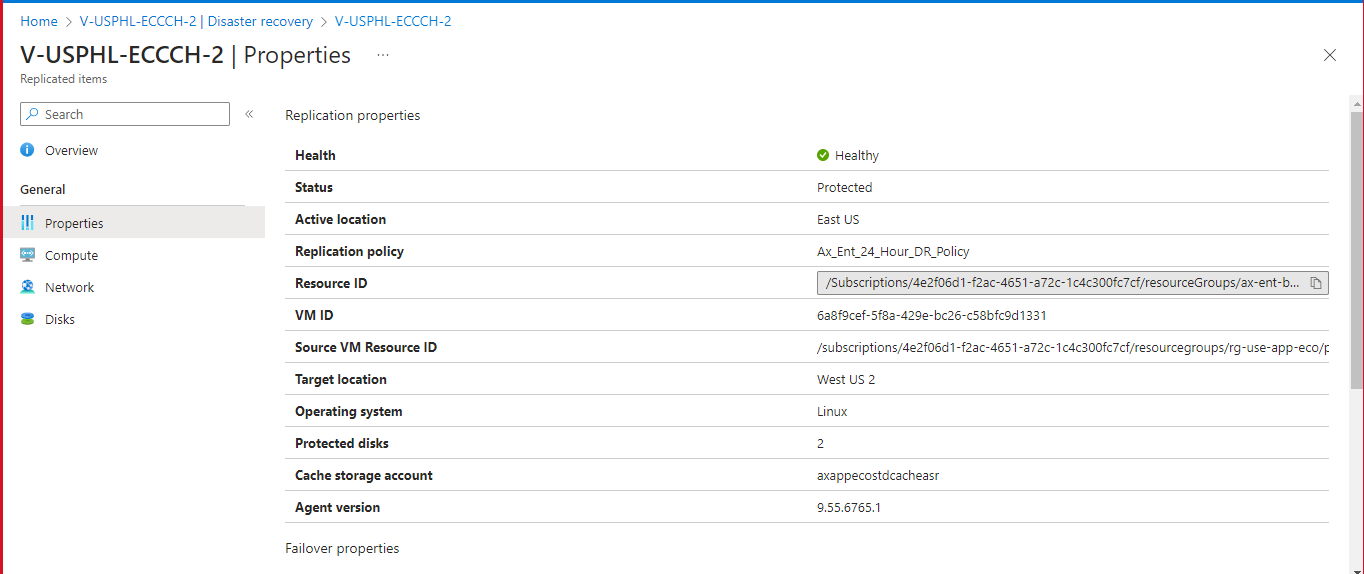 Home > V-USPHL-ECCCH-2 | Disaster recovery > V-USPHL-ECCCH-2
V-USPHL-ECCCH-2 | Properties ...
Replicated items
Search
Overview
General
Properties
Compute
Network
Disks
Replication properties
Health Healthy
Status Protected
Active location East US
Replication policy Ax_Ent_24_Hour_DR_Policy
Resource ID /Subscriptions/4e2f06d1-f2ac-4651-a72c-1c4c300fc7cf/resourceGroups/ax-ent-b...
VM ID 6a8f9cef-5f8a-429e-bc26-c58bfc9d1331
Source VM Resource ID /subscriptions/4e2f06d1-f2ac-4651-a72c-1c4c300fc7cf/resourcegroups/rg-use-app-eco/p
Target location West US 2
Operating system Linux
Protected disks 2
Cache storage account axappecostdcacheasr
Agent version 9.55.6765.1
Failover properties